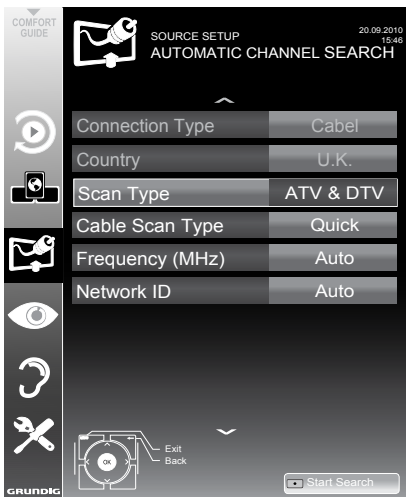 COMFORT
GUIDE
SOURCE SETUP
20.09.2010
15:46
AUTOMATIC CHANNEL SEARCH
Connection Type Cabel
Country U.K.
Scan Type ATV & DTV
Cable Scan Type Quick
Frequency (MHz) Auto
Network ID Auto
Exit
OK
Back
Start Search
GRUNDIG